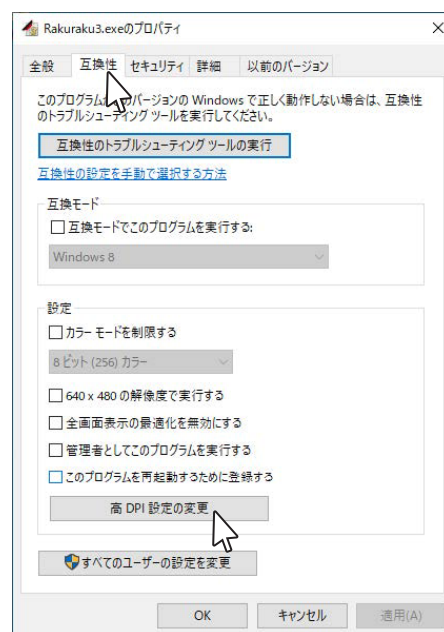 Rakuraku3.exeのプロパティ
全般 互換性 セキュリティ 詳細 以前のバージョン
このプログラム バージョンの Windows で正しく動作しない場合は、互換性
のトラブルシューティング ツールを実行してください。
互換性のトラブルシューティング ツールの実行
互換性の設定を手動で選択する方法
互換モード
互換モードでこのプログラムを実行する:
Windows 8
設定
カラー モードを制限する
8 ビット (256) カラー
640 x 480 の解像度で実行する
全画面表示の最適化を無効にする
管理者としてこのプログラムを実行する
このプログラムを再起動するために登録する
高 DPI 設定の変更
すべてのユーザーの設定を変更
OK キャンセル 適用(A)